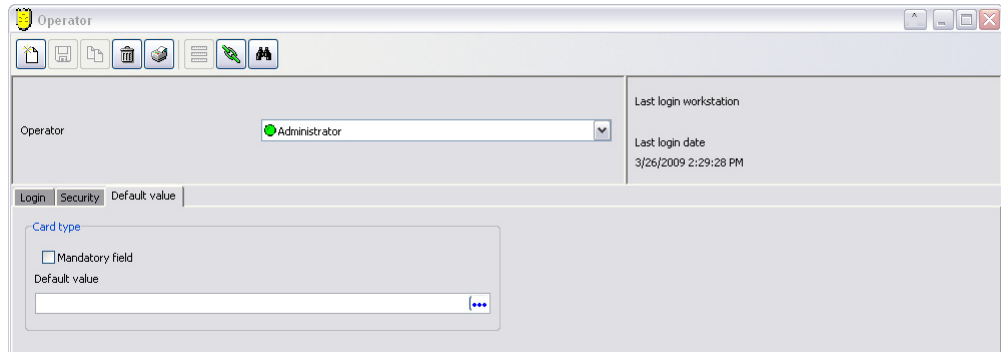 Operator
Last login workstation
Operator
Administrator
Last login date
3/26/2009 2:29:28 PM
Login Security Default value
Card type
Mandatory field
Default value